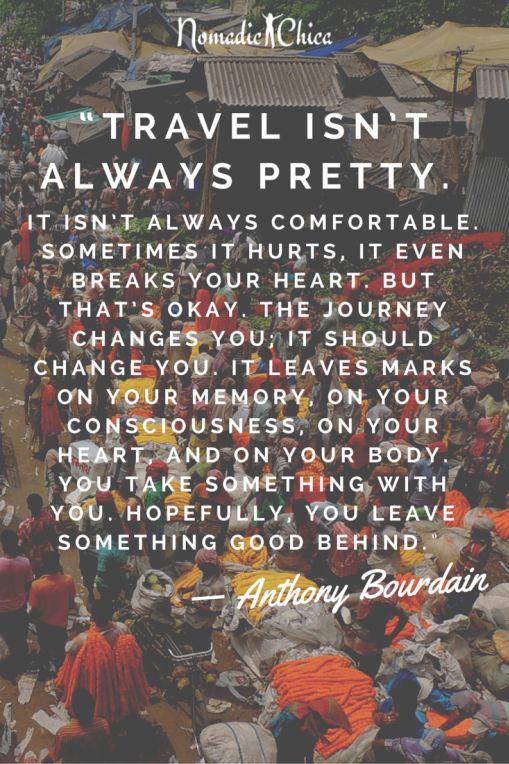 Nomadic Chica
“TRAVEL ISN'T
ALWAYS PRETTY.
IT ISN'T ALWAYS COMFORTABLE.
SOMETIMES IT HURTS, IT EVEN
BREAKS YOUR HEART. BUT
THAT'S OKAY. THE JOURNEY
CHANGES YOU; IT SHOULD
CHANGE YOU. IT LEAVES MARKS
ON YOUR MEMORY, ON YOUR
CONSCIOUSNESS, ON YOUR
HEART, AND ON YOUR BODY.
YOU TAKE SOMETHING WITH
YOU. HOPEFULLY, YOU LEAVE
SOMETHING GOOD BEHIND.”
— Anthony Bourdain